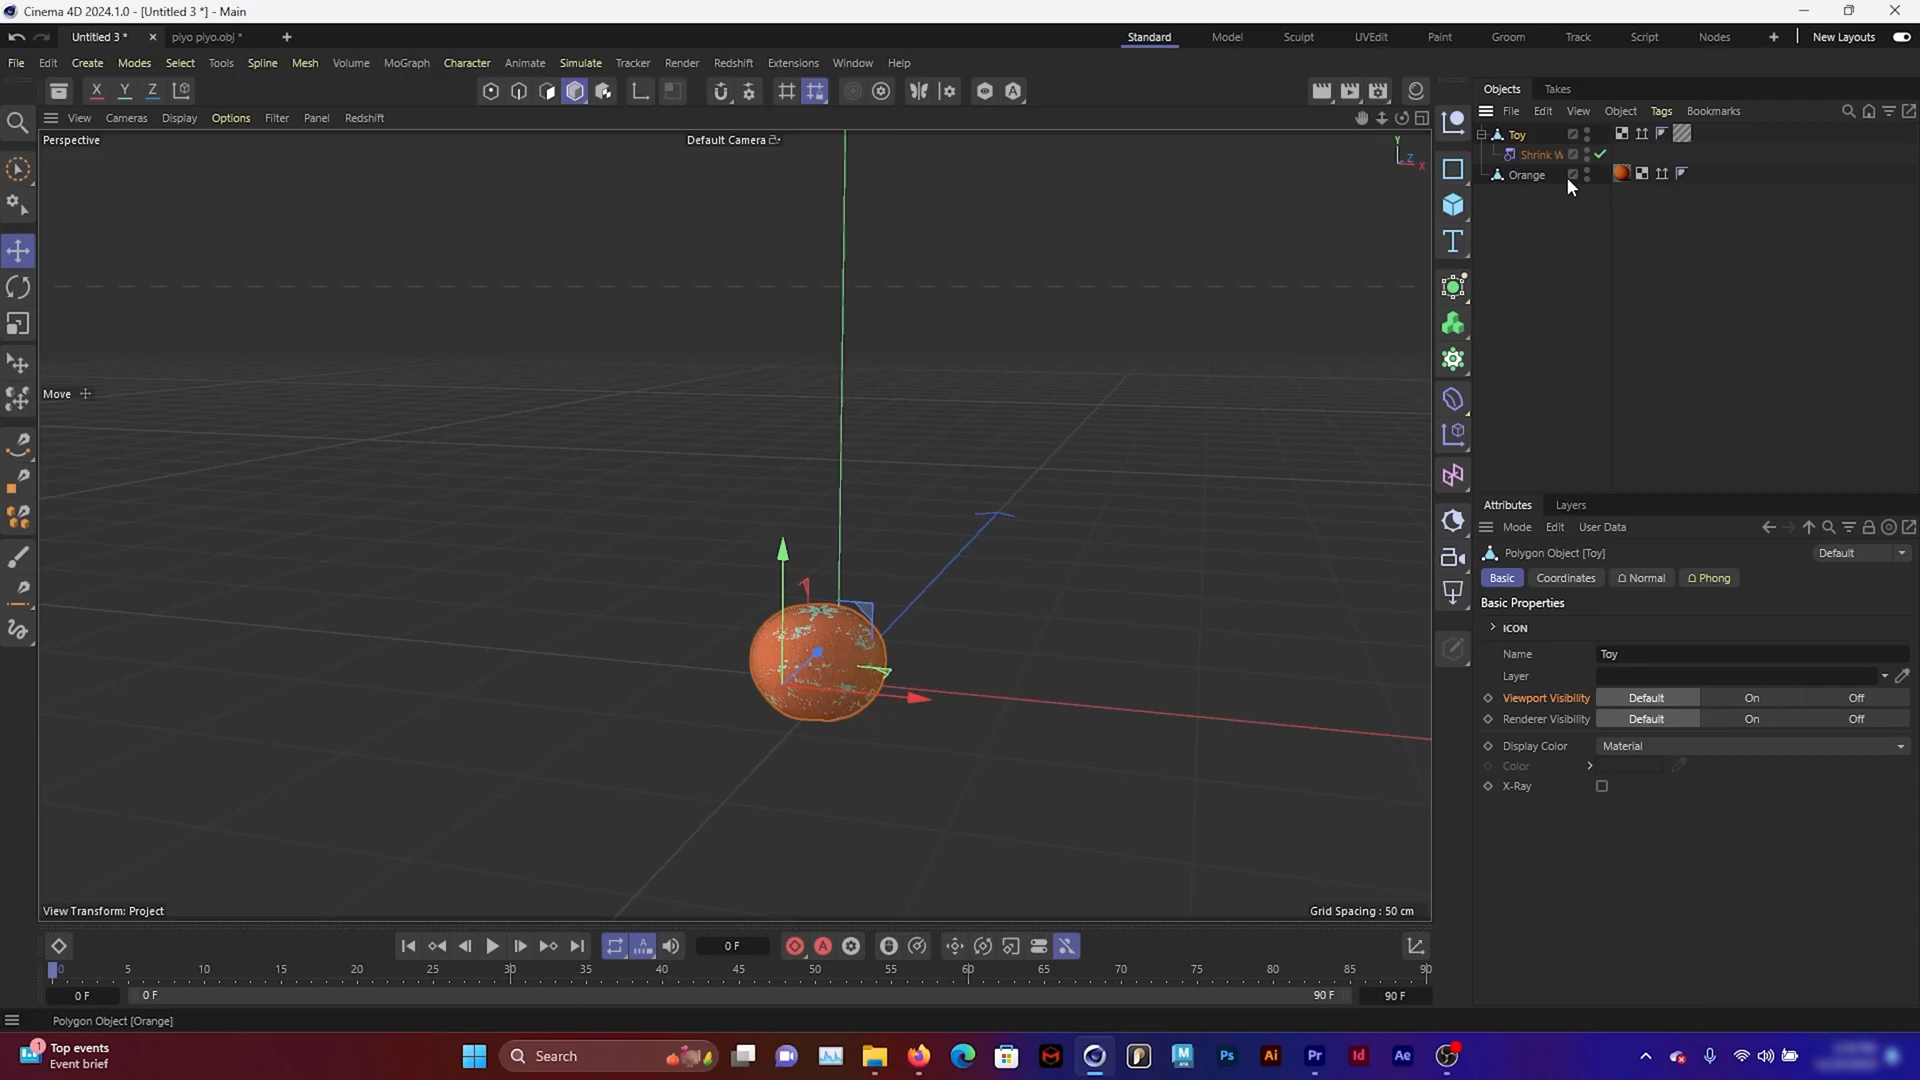 Cinema 4D 2024.1.0 - [Untitled 3 *] - Main
Untitled 3 *
piyo piyo.obj *
Standard
Model
Sculpt
UVEdit
Paint
Groom
Track
Script
Nodes
New Layouts
File Edit Create Modes Select Tools Spline Mesh Volume MoGraph Character Animate Simulate Tracker Render Redshift Extensions Window Help
X Y Z
View Cameras Display Options Filter Panel Redshift
Perspective
Default Camera
Y
Z
X
Move
View Transform: Project
Grid Spacing : 50 cm
Objects Takes
File Edit View Object Tags Bookmarks
Toy
Shrink W
Orange
Attributes Layers
Mode Edit User Data
Polygon Object [Toy]
Default
Basic Coordinates Normal Phong
Basic Properties
ICON
Name Toy
Layer
Viewport Visibility Default On Off
Renderer Visibility Default On Off
Display Color Material
Color
X-Ray
0 F
0 5 10 15 20 25 30 35 40 45 50 55 60 65 70 75 80 85 90
0 F
0 F
90 F
90 F
Polygon Object [Orange]
1
Top events
Event brief
Search
Ps
Ai
Pr
Id
Ae